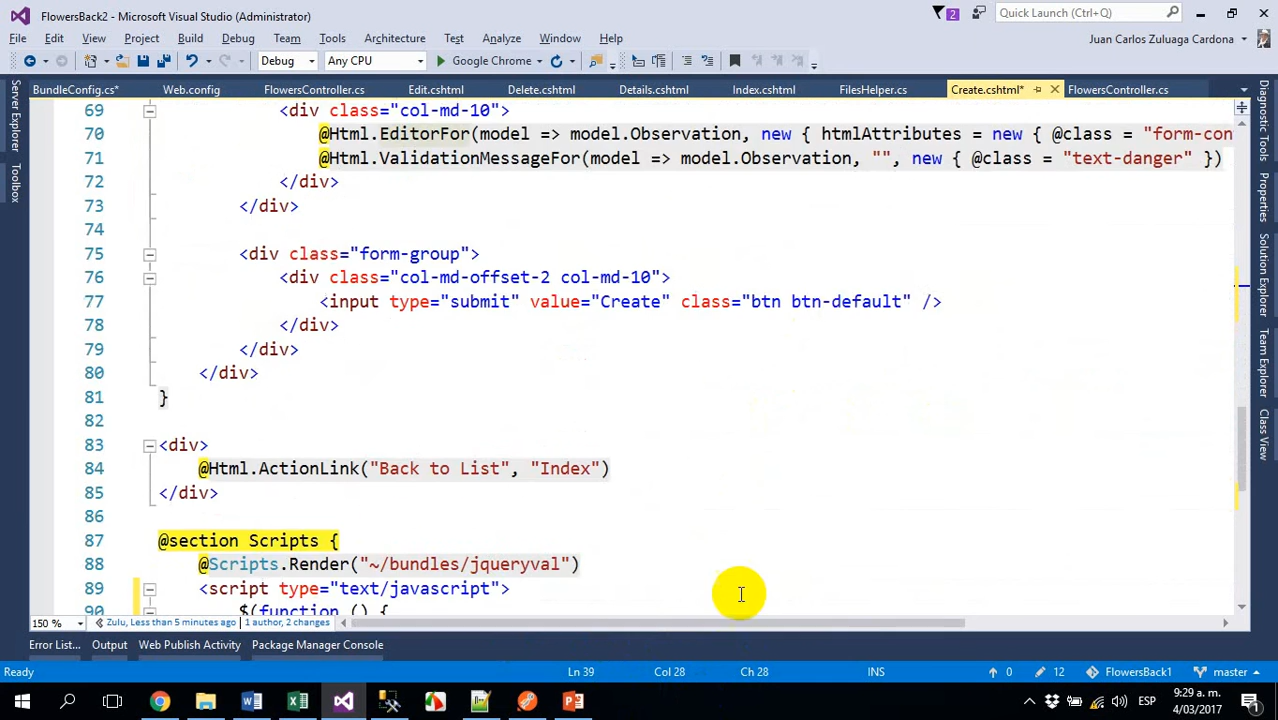 FlowersBack2 - Microsoft Visual Studio (Administrator)
2
Quick Launch (Ctrl+Q)
File Edit View Project Build Debug Team Tools Architecture Test Analyze Window Help
Juan Carlos Zuluaga Cardona
Debug Any CPU Google Chrome
BundleConfig.cs* Web.config FlowersController.cs Edit.cshtml Delete.cshtml Details.cshtml Index.cshtml FilesHelper.cs Create.cshtml* FlowersController.cs
Server Explorer
Toolbox
69 <div class="col-md-10">
70 @Html.EditorFor(model => model.Observation, new { htmlAttributes = new { @class = "form-con
71 @Html.ValidationMessageFor(model => model.Observation, "", new { @class = "text-danger" })
72 </div>
73 </div>
74
75 <div class="form-group">
76 <div class="col-md-offset-2 col-md-10">
77 <input type="submit" value="Create" class="btn btn-default" />
78 </div>
79 </div>
80 </div>
81 }
82
83 <div>
84 @Html.ActionLink("Back to List", "Index")
85 </div>
86
87 @section Scripts {
88 @Scripts.Render("~/bundles/jqueryval")
89 <script type="text/javascript">
90 $(function () {
Diagnostic Tools
Properties
Solution Explorer
Team Explorer
Class View
150 % Zulu, Less than 5 minutes ago | 1 author, 2 changes
Error List... Output Web Publish Activity Package Manager Console
Ready Ln 39 Col 28 Ch 28 INS 0 12 FlowersBack1 master
ESP 9:29 a. m.
4/03/2017
1